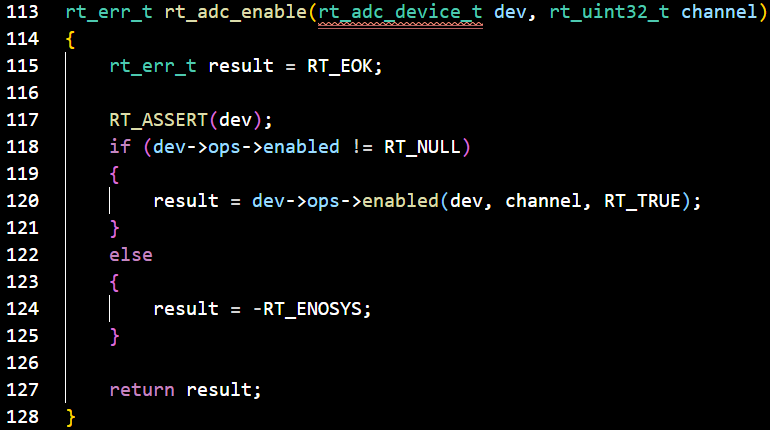 113 rt_err_t rt_adc_enable(rt_adc_device_t dev, rt_uint32_t channel)
114 {
115     rt_err_t result = RT_EOK;
116
117     RT_ASSERT(dev);
118     if (dev->ops->enabled != RT_NULL)
119     {
120         result = dev->ops->enabled(dev, channel, RT_TRUE);
121     }
122     else
123     {
124         result = -RT_ENOSYS;
125     }
126
127     return result;
128 }